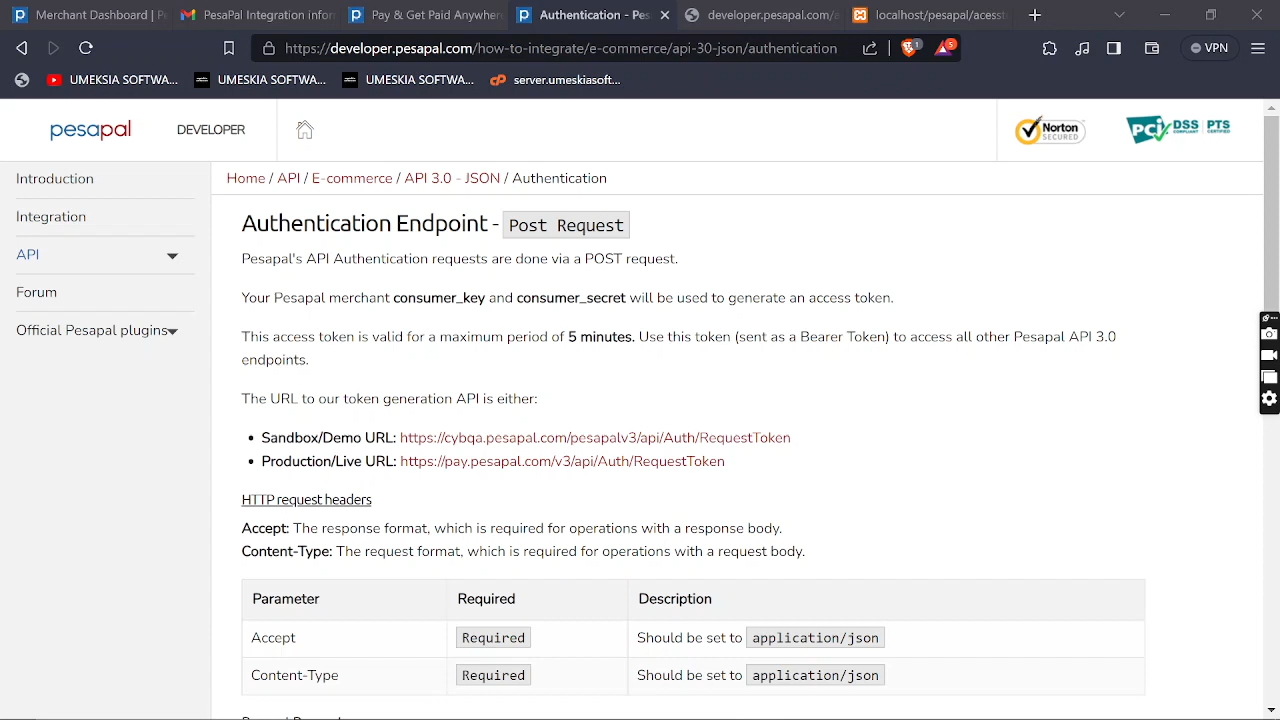 Merchant Dashboard | P
PesaPal Integration inforn
Pay & Get Paid Anywhere
Authentication - Pes
developer.pesapal.com/
localhost/pesapal/acesst
https://developer.pesapal.com/how-to-integrate/e-commerce/api-30-json/authentication
1
5
VPN
UMEKSIA SOFTWA...
UMESKIA SOFTWA...
UMESKIA SOFTWA...
server.umeskiasoft...
pesapal
DEVELOPER
Norton
SECURED
PCi DSS COMPLIANT PTS CERTIFIED
Introduction
Integration
API
Forum
Official Pesapal plugins
Home / API / E-commerce / API 3.0 - JSON / Authentication
Authentication Endpoint - Post Request
Pesapal's API Authentication requests are done via a POST request.
Your Pesapal merchant consumer_key and consumer_secret will be used to generate an access token.
This access token is valid for a maximum period of 5 minutes. Use this token (sent as a Bearer Token) to access all other Pesapal API 3.0
endpoints.
The URL to our token generation API is either:
Sandbox/Demo URL: https://cybqa.pesapal.com/pesapalv3/api/Auth/RequestToken
Production/Live URL: https://pay.pesapal.com/v3/api/Auth/RequestToken
HTTP request headers
Accept: The response format, which is required for operations with a response body.
Content-Type: The request format, which is required for operations with a request body.
Parameter Required Description
Accept Required Should be set to application/json
Content-Type Required Should be set to application/json